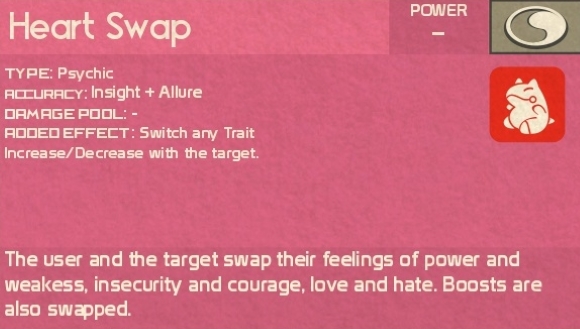 Heart Swap
POWER
–
TYPE: Psychic
ACCURACY: Insight + Allure
DAMAGE POOL: -
ADDED EFFECT: Switch any Trait
Increase/Decrease with the target.
The user and the target swap their feelings of power and
weakess, insecurity and courage, love and hate. Boosts are
also swapped.